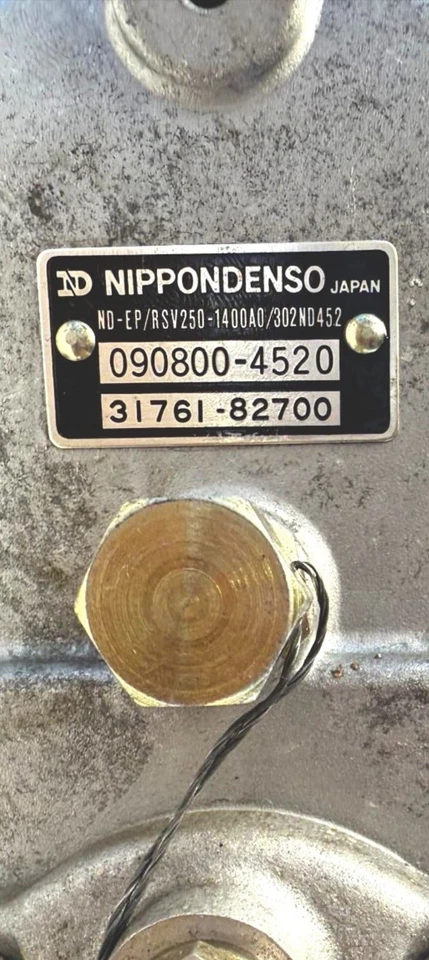 ND NIPPONDENSO JAPAN
ND-EP/RSV250-1400A0/302ND452
090800-4520
31761-82700